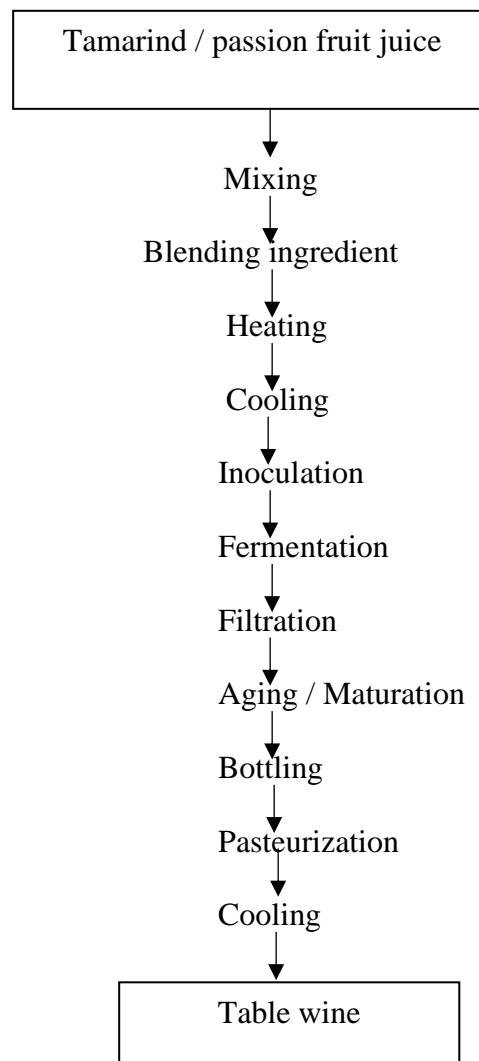 Tamarind / passion fruit juice
Mixing
Blending ingredient
Heating
Cooling
Inoculation
Fermentation
Filtration
Aging / Maturation
Bottling
Pasteurization
Cooling
Table wine